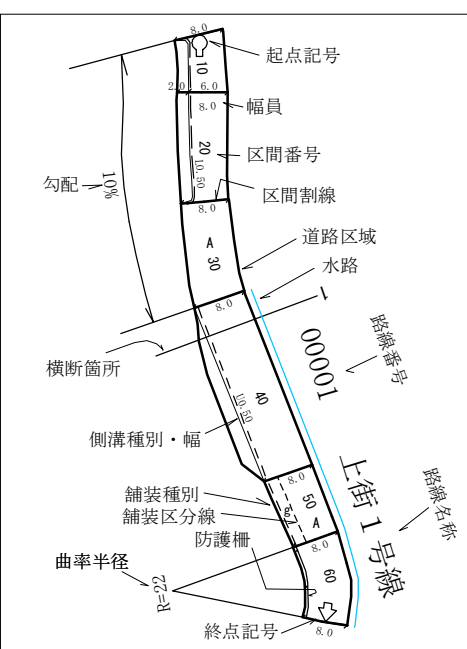 8.0
起点記号
10
2.0 6.0
8.0
幅員
20
区間番号
L0.50
勾配
10%
区間割線
8.0
A
30
道路区域
水路
8.0
1
横断箇所
00001
路線番号
40
U0.50
側溝種別・幅
8.0
舗装種別
50
A
g
舗装区分線
上街1号線
路線名称
防護柵
8.0
曲率半径
60
R=22
終点記号
8.0